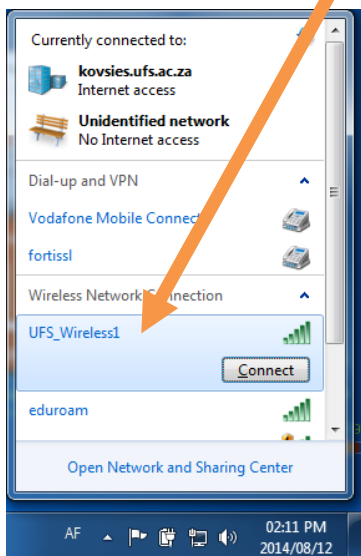 Currently connected to:
kovsies.ufs.ac.za
Internet access
Unidentified network
No Internet access
Dial-up and VPN
Vodafone Mobile Connect
fortissl
Wireless Network Connection
UFS_Wireless1
Connect
eduroam
Open Network and Sharing Center
AF
02:11 PM
2014/08/12